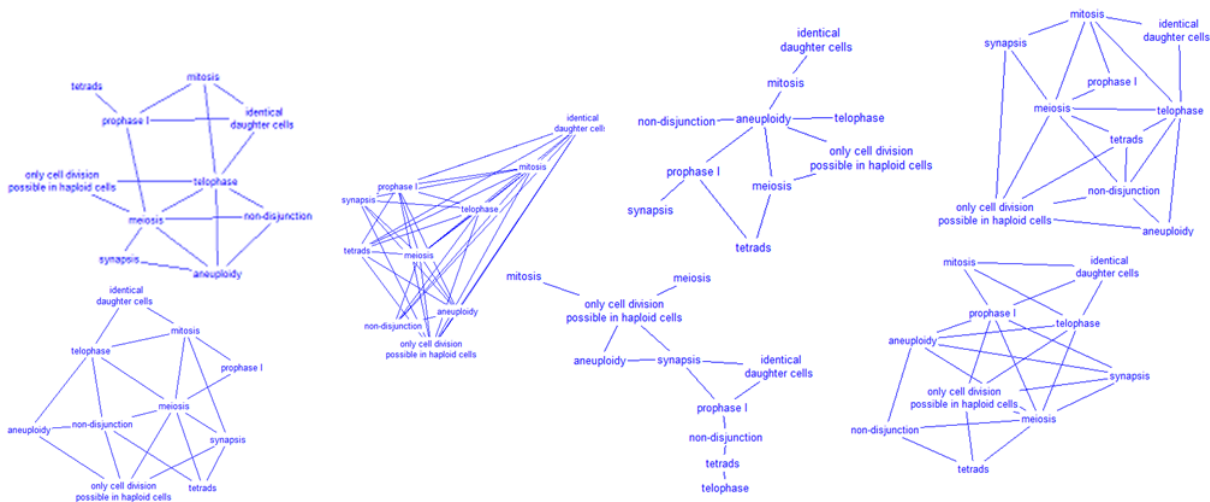 tetrads
mitosis
prophase I
identical
daughter cells
only cell division
possible in haploid cells
telophase
meiosis
non-disjunction
synapsis
aneuploidy
identical
daughter cells
mitosis
prophase I
synapsis
telophase
tetrads
meiosis
aneuploidy
non-disjunction
only cell division
possible in haploid cells
identical
daughter cells
mitosis
non-disjunction
aneuploidy
telophase
only cell division
possible in haploid cells
prophase I
meiosis
synapsis
tetrads
mitosis
identical
daughter cells
synapsis
prophase I
meiosis
telophase
tetrads
non-disjunction
only cell division
possible in haploid cells
aneuploidy
identical
daughter cells
mitosis
telophase
prophase I
meiosis
aneuploidy
non-disjunction
synapsis
only cell division
possible in haploid cells
tetrads
mitosis
meiosis
only cell division
possible in haploid cells
aneuploidy
synapsis
identical
daughter cells
prophase I
non-disjunction
tetrads
telophase
mitosis
identical
daughter cells
prophase I
telophase
aneuploidy
synapsis
only cell division
possible in haploid cells
meiosis
non-disjunction
tetrads